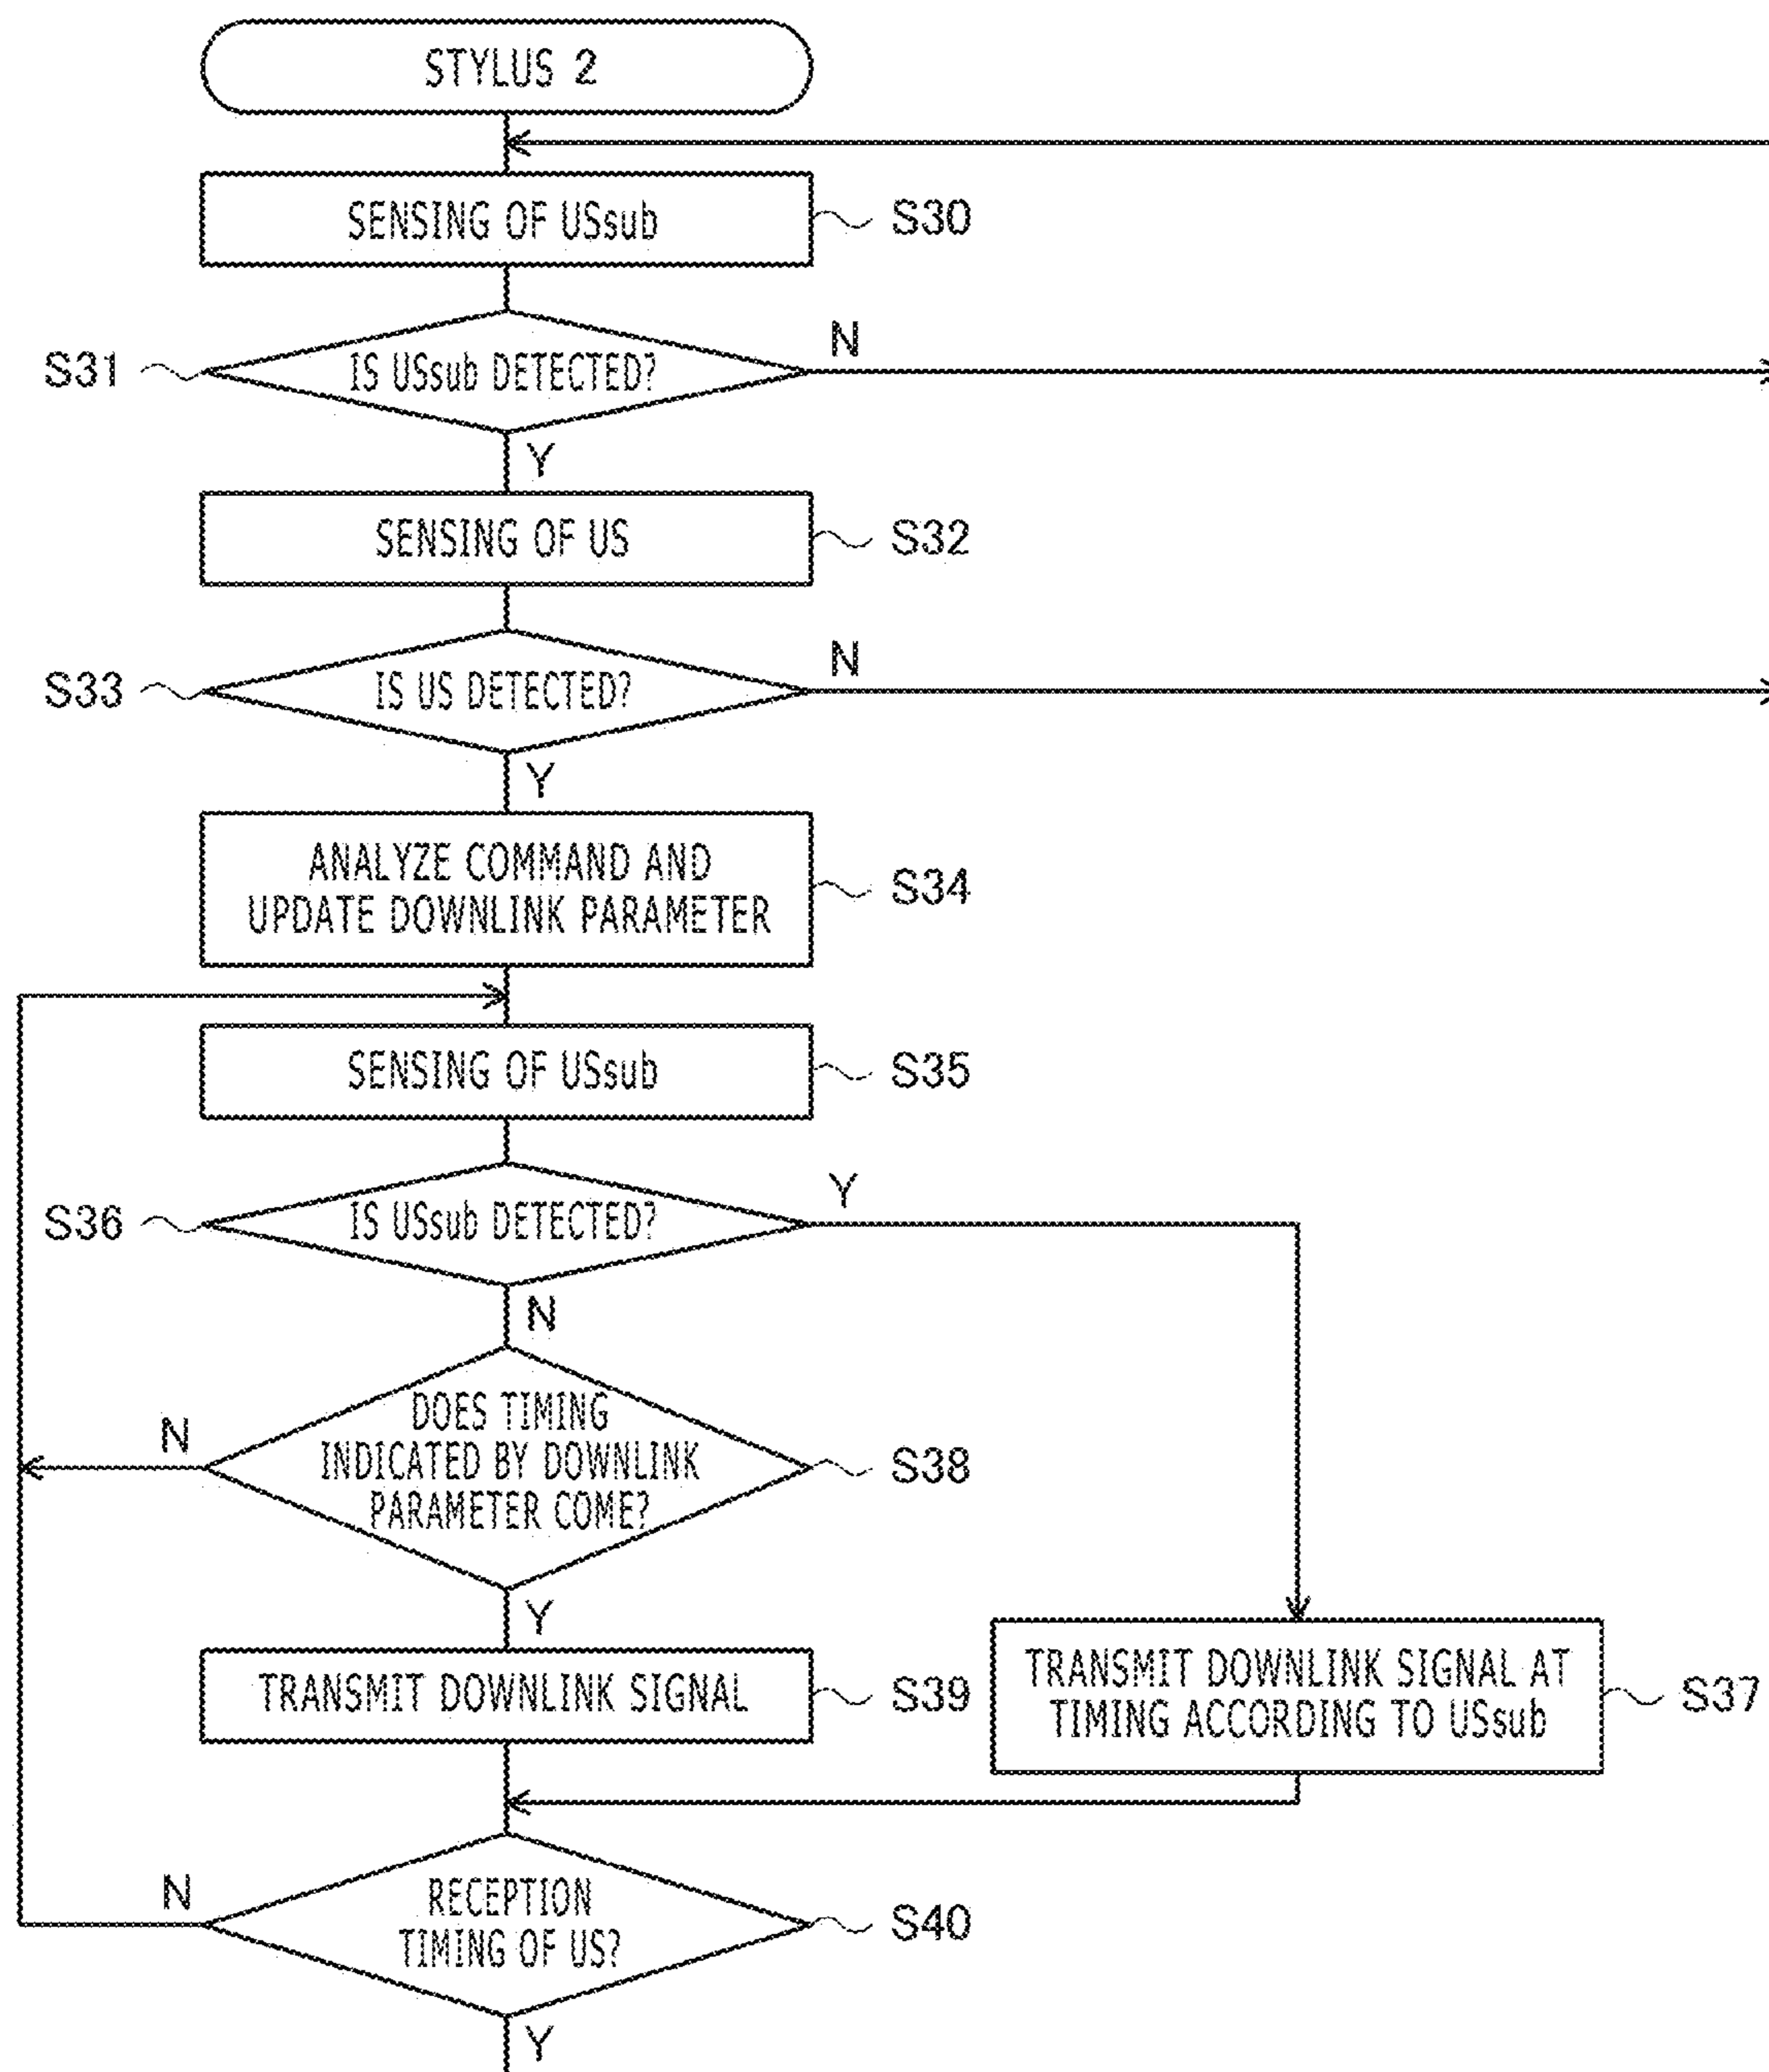 STYLUS 2
SENSING OF USsub
S30
S31
IS USsub DETECTED?
N
Y
SENSING OF US
S32
S33
IS US DETECTED?
N
Y
ANALYZE COMMAND AND
UPDATE DOWNLINK PARAMETER
S34
SENSING OF USsub
S35
S36
IS USsub DETECTED?
Y
N
DOES TIMING
INDICATED BY DOWNLINK
PARAMETER COME?
N
S38
Y
TRANSMIT DOWNLINK SIGNAL
S39
TRANSMIT DOWNLINK SIGNAL AT
TIMING ACCORDING TO USsub
S37
N
RECEPTION
TIMING OF US?
S40
Y